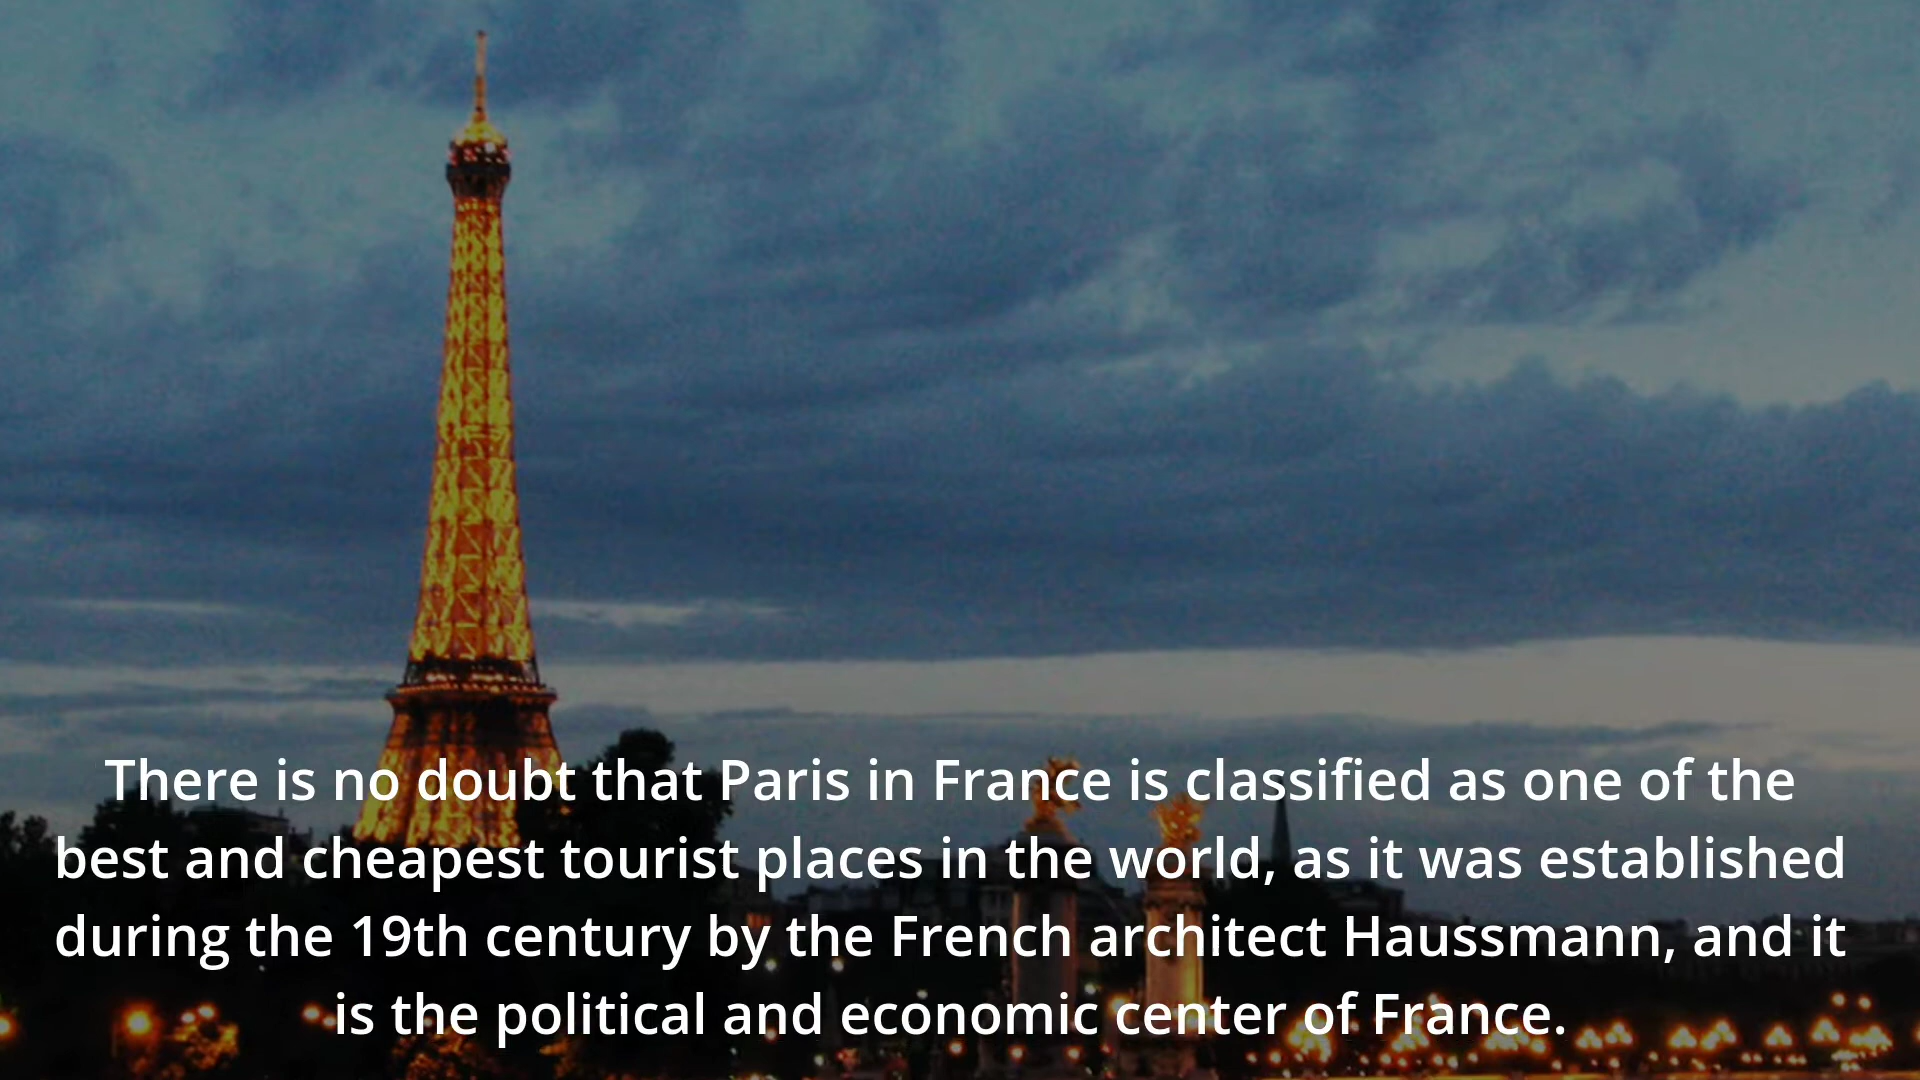 There is no doubt that Paris in France is classified as one of the
best and cheapest tourist places in the world, as it was established
during the 19th century by the French architect Haussmann, and it
is the political and economic center of France.